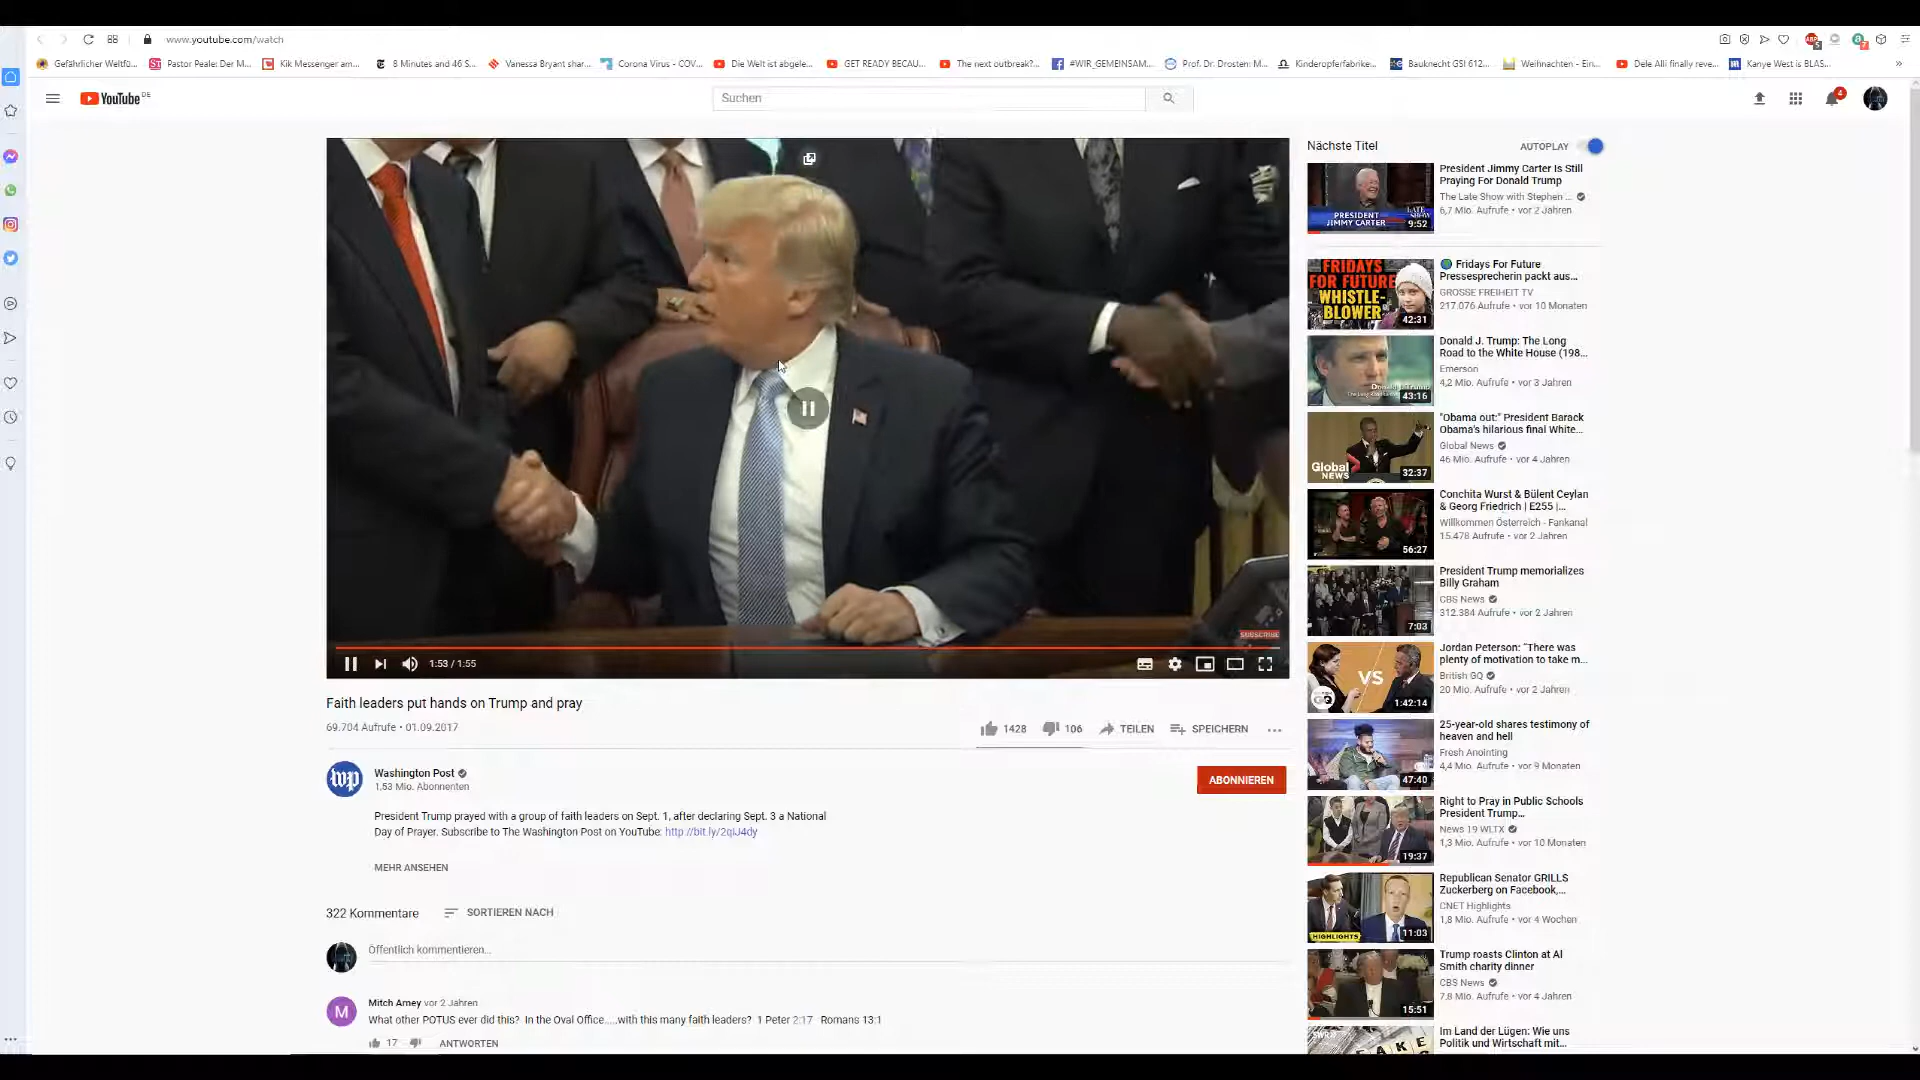 www.youtube.com/watch
Gefährlicher Weltfü...
Pastor Peale: Der M...
Kik Messenger am...
8 Minutes and 46 S...
Vanessa Bryant shar...
Corona Virus - COV...
Die Welt ist abgele...
GET READY BECAU...
The next outbreak?...
#WIR_GEMEINSAM...
Prof. Dr. Drosten: M...
Kinderopferfabrike...
Bauknecht GSI 612...
Weihnachten - Ein...
Dele Alli finally reve...
Kanye West is BLAS...
YouTube DE
Suchen
4
SUBSCRIBE
1:53 / 1:55
Faith leaders put hands on Trump and pray
69.704 Aufrufe • 01.09.2017
1428
106
TEILEN
SPEICHERN
wp
Washington Post
1,53 Mio. Abonnenten
ABONNIEREN
President Trump prayed with a group of faith leaders on Sept. 1, after declaring Sept. 3 a National
Day of Prayer. Subscribe to The Washington Post on YouTube: http://bit.ly/2qiJ4dy
MEHR ANSEHEN
322 Kommentare
SORTIEREN NACH
Öffentlich kommentieren...
M
Mitch Amey vor 2 Jahren
What other POTUS ever did this? In the Oval Office.....with this many faith leaders? 1 Peter 2:17 Romans 13:1
17
ANTWORTEN
Nächste Titel
AUTOPLAY
PRESIDENT
JIMMY CARTER
9:52
President Jimmy Carter Is Still
Praying For Donald Trump
The Late Show with Stephen ...
6,7 Mio. Aufrufe • vor 2 Jahren
FRIDAYS
FOR FUTURE
WHISTLE-
BLOWER
42:31
Fridays For Future
Pressesprecherin packt aus...
GROSSE FREIHEIT TV
217.076 Aufrufe • vor 10 Monaten
43:16
Donald J. Trump: The Long
Road to the White House (198...
Emerson
4,2 Mio. Aufrufe • vor 3 Jahren
Global
NEWS
32:37
"Obama out:" President Barack
Obama's hilarious final White...
Global News
46 Mio. Aufrufe • vor 4 Jahren
56:27
Conchita Wurst & Bülent Ceylan
& Georg Friedrich | E255 |...
Willkommen Österreich - Fankanal
15.478 Aufrufe • vor 2 Jahren
7:03
President Trump memorializes
Billy Graham
CBS News
312.384 Aufrufe • vor 2 Jahren
VS
1:42:14
Jordan Peterson: "There was
plenty of motivation to take m...
British GQ
20 Mio. Aufrufe • vor 2 Jahren
47:40
25-year-old shares testimony of
heaven and hell
Fresh Anointing
4,4 Mio. Aufrufe • vor 9 Monaten
19:37
Right to Pray in Public Schools
President Trump...
News 19 WLTX
1,3 Mio. Aufrufe • vor 10 Monaten
HIGHLIGHTS
11:03
Republican Senator GRILLS
Zuckerberg on Facebook,...
CNET Highlights
1,8 Mio. Aufrufe • vor 4 Wochen
15:51
Trump roasts Clinton at Al
Smith charity dinner
CBS News
7,8 Mio. Aufrufe • vor 4 Jahren
Im Land der Lügen: Wie uns
Politik und Wirtschaft mit...